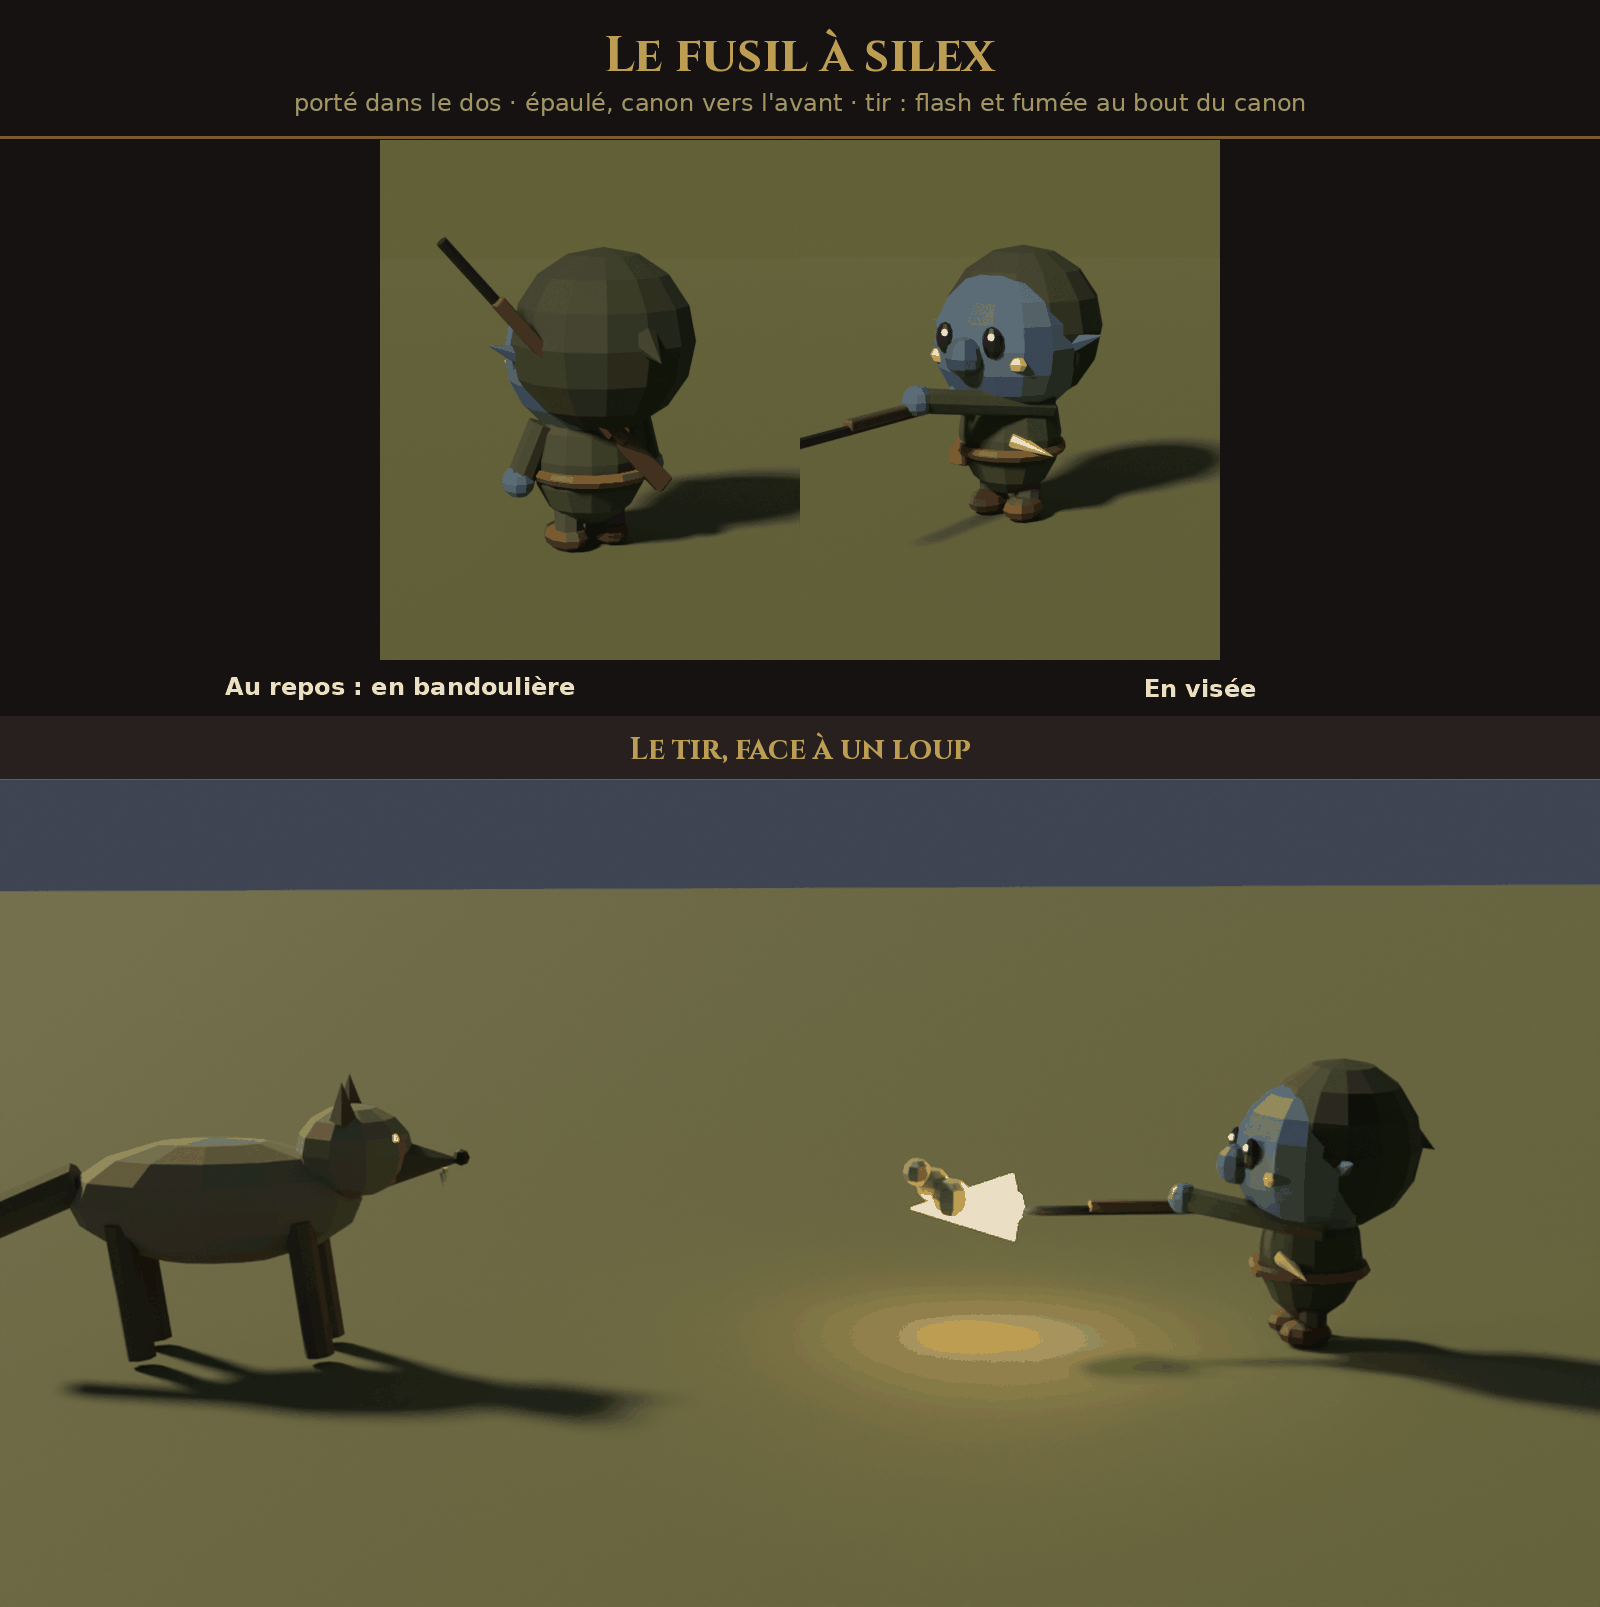 Le fusil à silex
porté dans le dos · épaulé, canon vers l'avant · tir : flash et fumée au bout du canon
Au repos : en bandoulière
En visée
Le tir, face à un loup